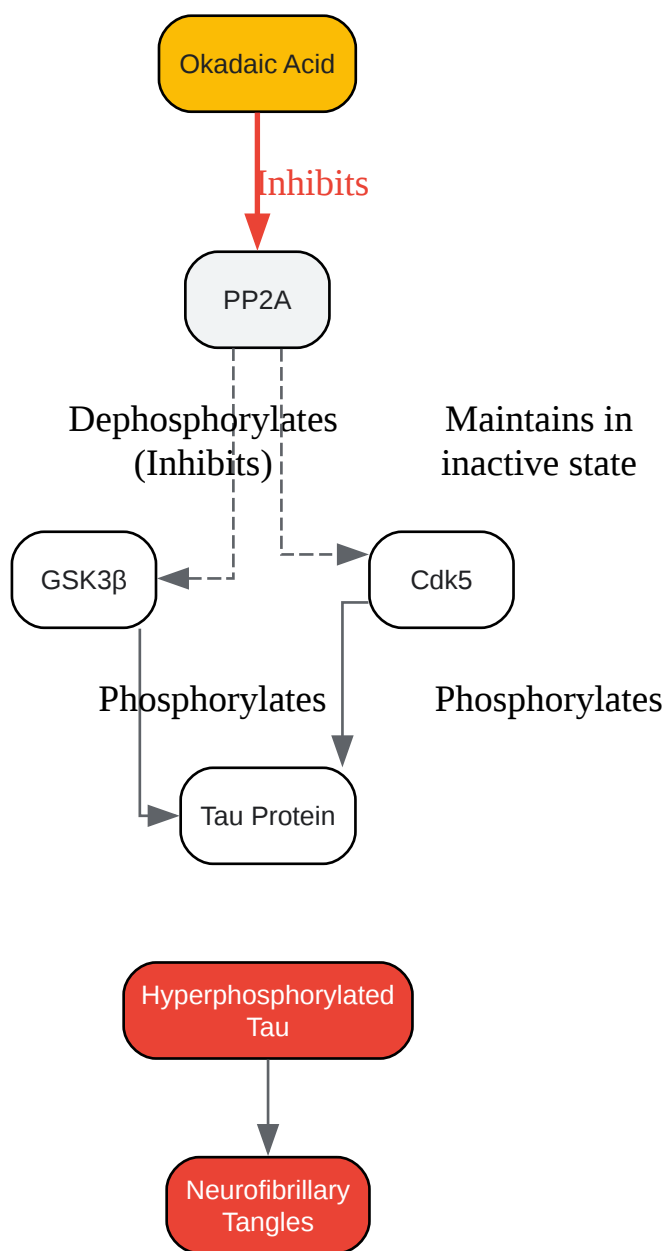 Okadaic Acid
Inhibits
PP2A
Dephosphorylates
(Inhibits)
Maintains in
inactive state
GSK3β
Cdk5
Phosphorylates
Phosphorylates
Tau Protein
Hyperphosphorylated
Tau
Neurofibrillary
Tangles